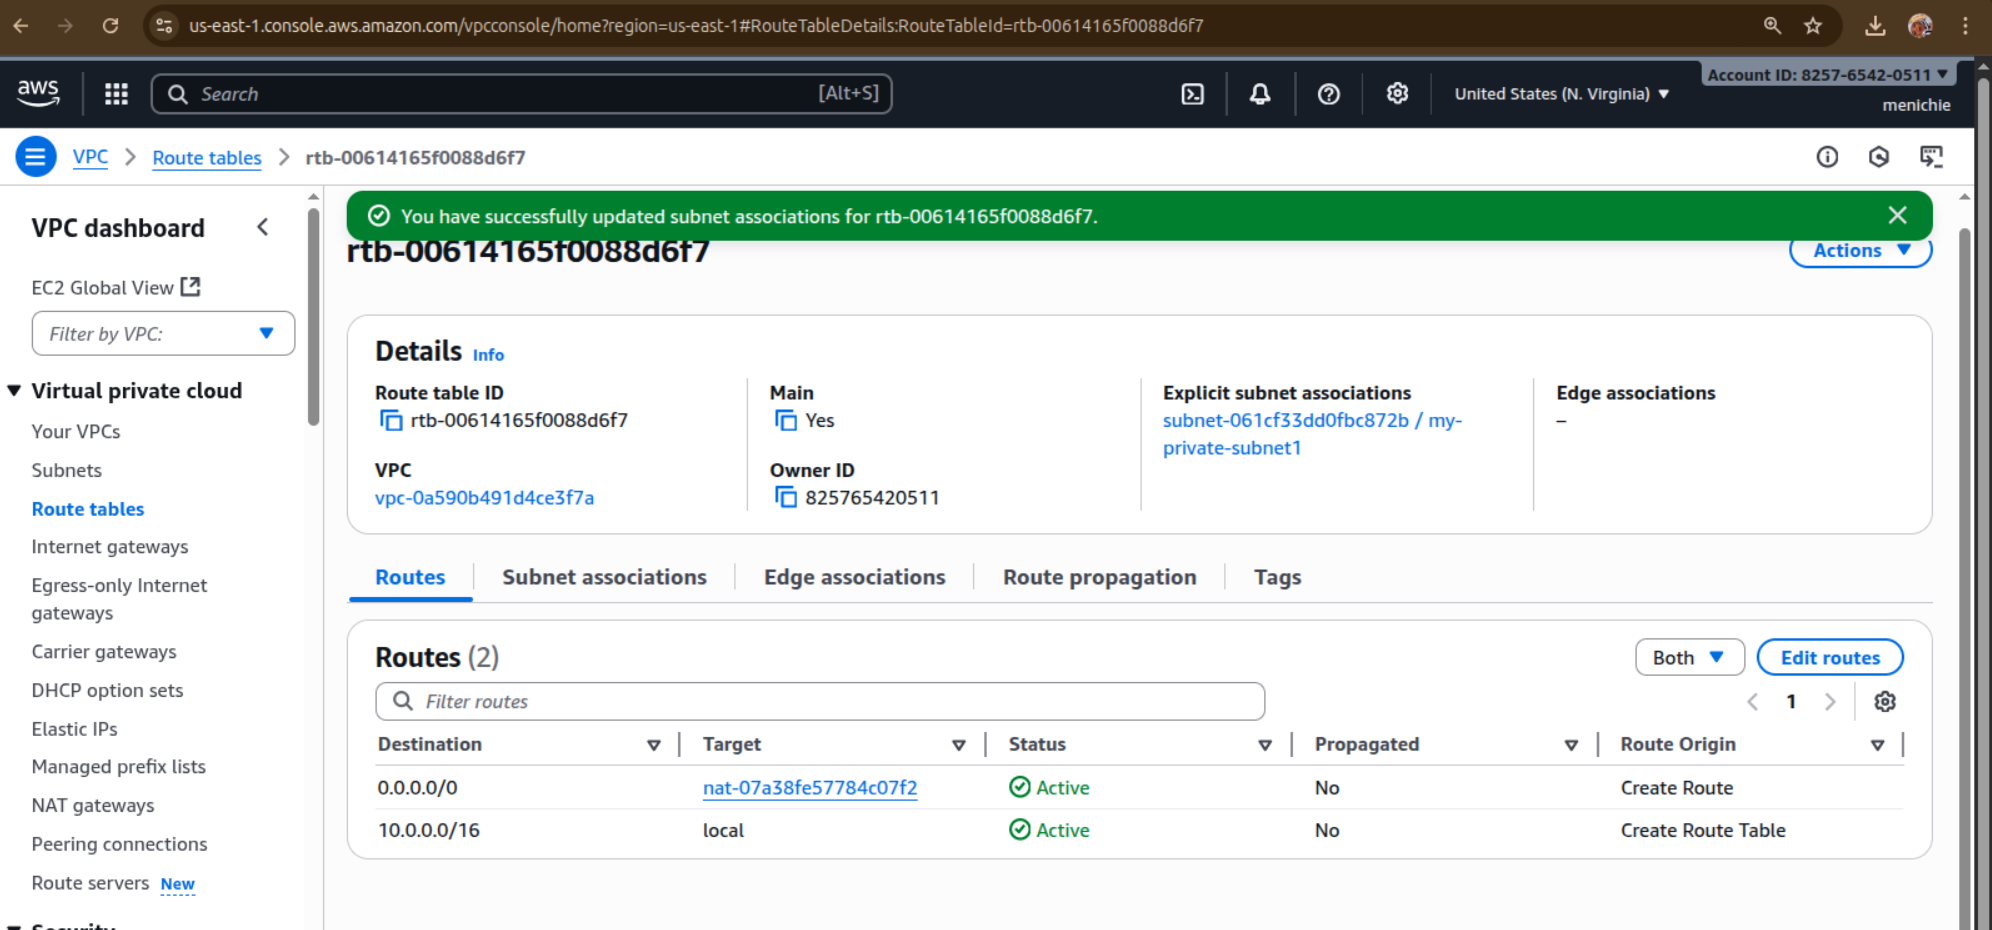 us-east-1.console.aws.amazon.com/vpcconsole/home?region=us-east-1#RouteTableDetails:RouteTableId=rtb-00614165f0088d6f7
aws
Search
[Alt+S]
United States (N. Virginia)
Account ID: 8257-6542-0511
menichie
VPC
Route tables
rtb-00614165f0088d6f7
VPC dashboard
EC2 Global View
Filter by VPC:
Virtual private cloud
Your VPCs
Subnets
Route tables
Internet gateways
Egress-only Internet
gateways
Carrier gateways
DHCP option sets
Elastic IPs
Managed prefix lists
NAT gateways
Peering connections
Route servers New
Security
You have successfully updated subnet associations for rtb-00614165f0088d6f7.
rtb-00614165f0088d6f7
Actions
Details Info
Route table ID
rtb-00614165f0088d6f7
Main
Yes
Explicit subnet associations
subnet-061cf33dd0fbc872b / my-
private-subnet1
Edge associations
–
VPC
vpc-0a590b491d4ce3f7a
Owner ID
825765420511
Routes
Subnet associations
Edge associations
Route propagation
Tags
Routes (2)
Both
Edit routes
Filter routes
1
Destination Target Status Propagated Route Origin
0.0.0.0/0 nat-07a38fe57784c07f2 Active No Create Route
10.0.0.0/16 local Active No Create Route Table